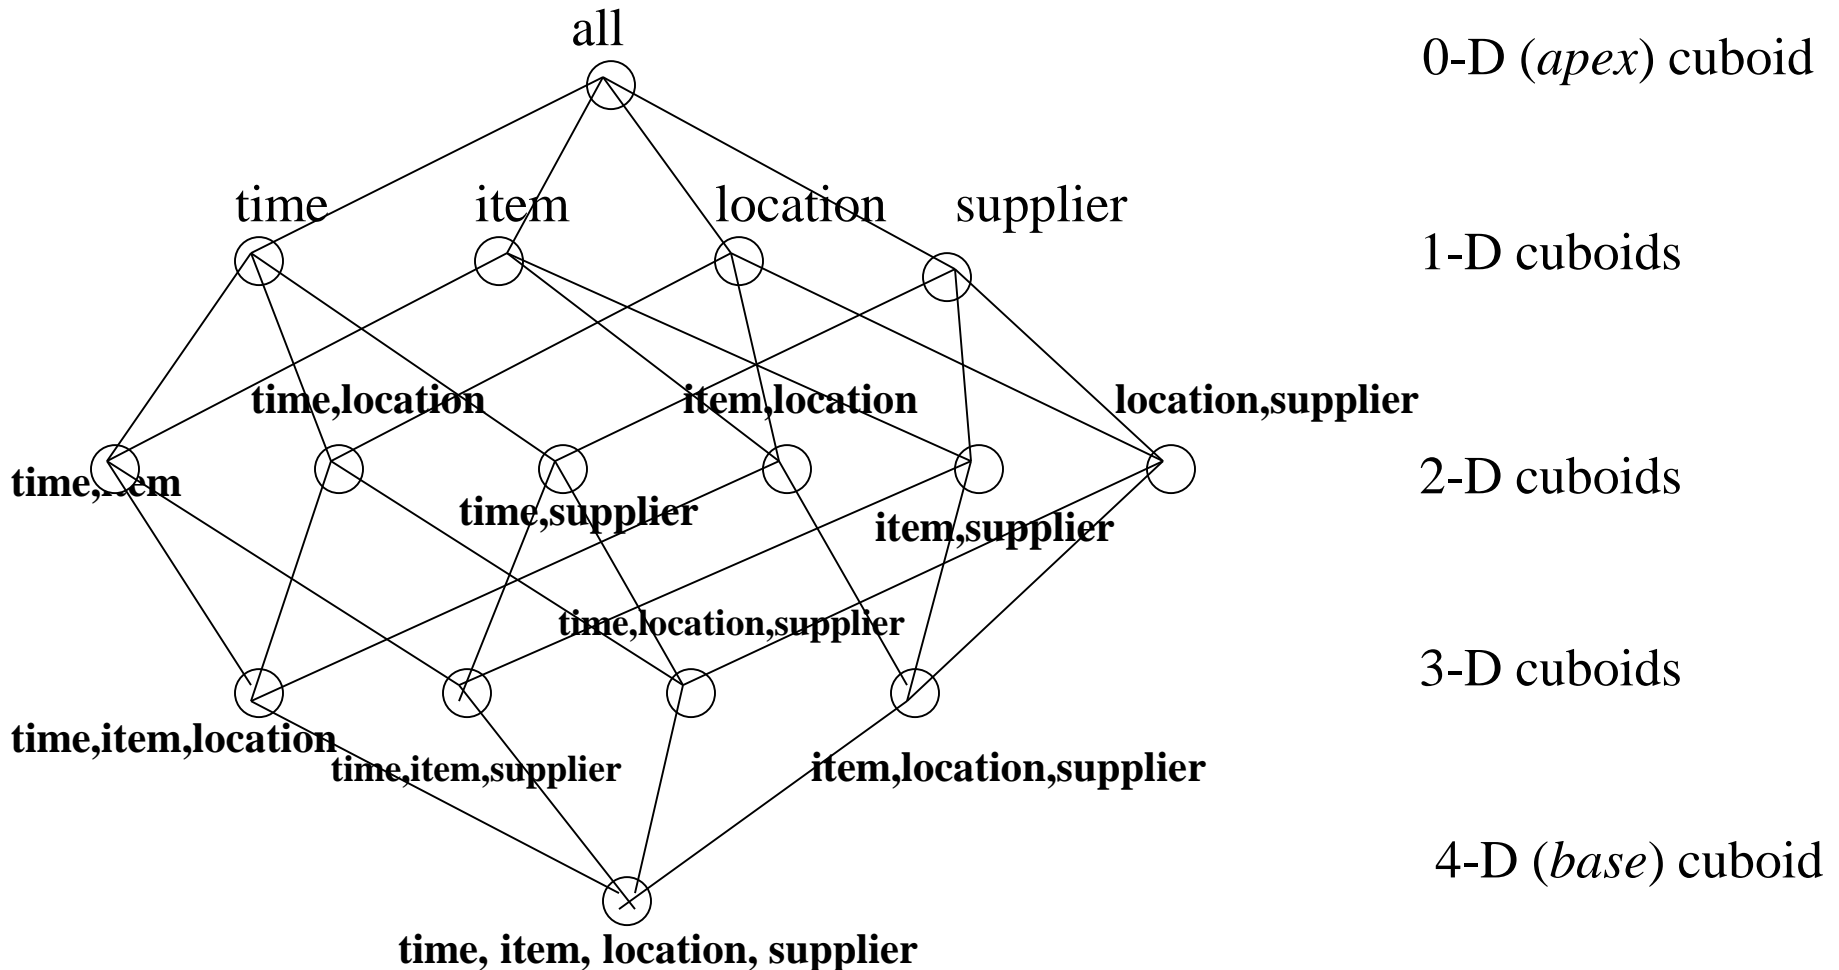 all
0-D (apex) cuboid
time
item
location
supplier
1-D cuboids
time,location
item,location
location,supplier
time,item
time,supplier
item,supplier
2-D cuboids
time,location,supplier
3-D cuboids
time,item,location
time,item,supplier
item,location,supplier
4-D (base) cuboid
time, item, location, supplier